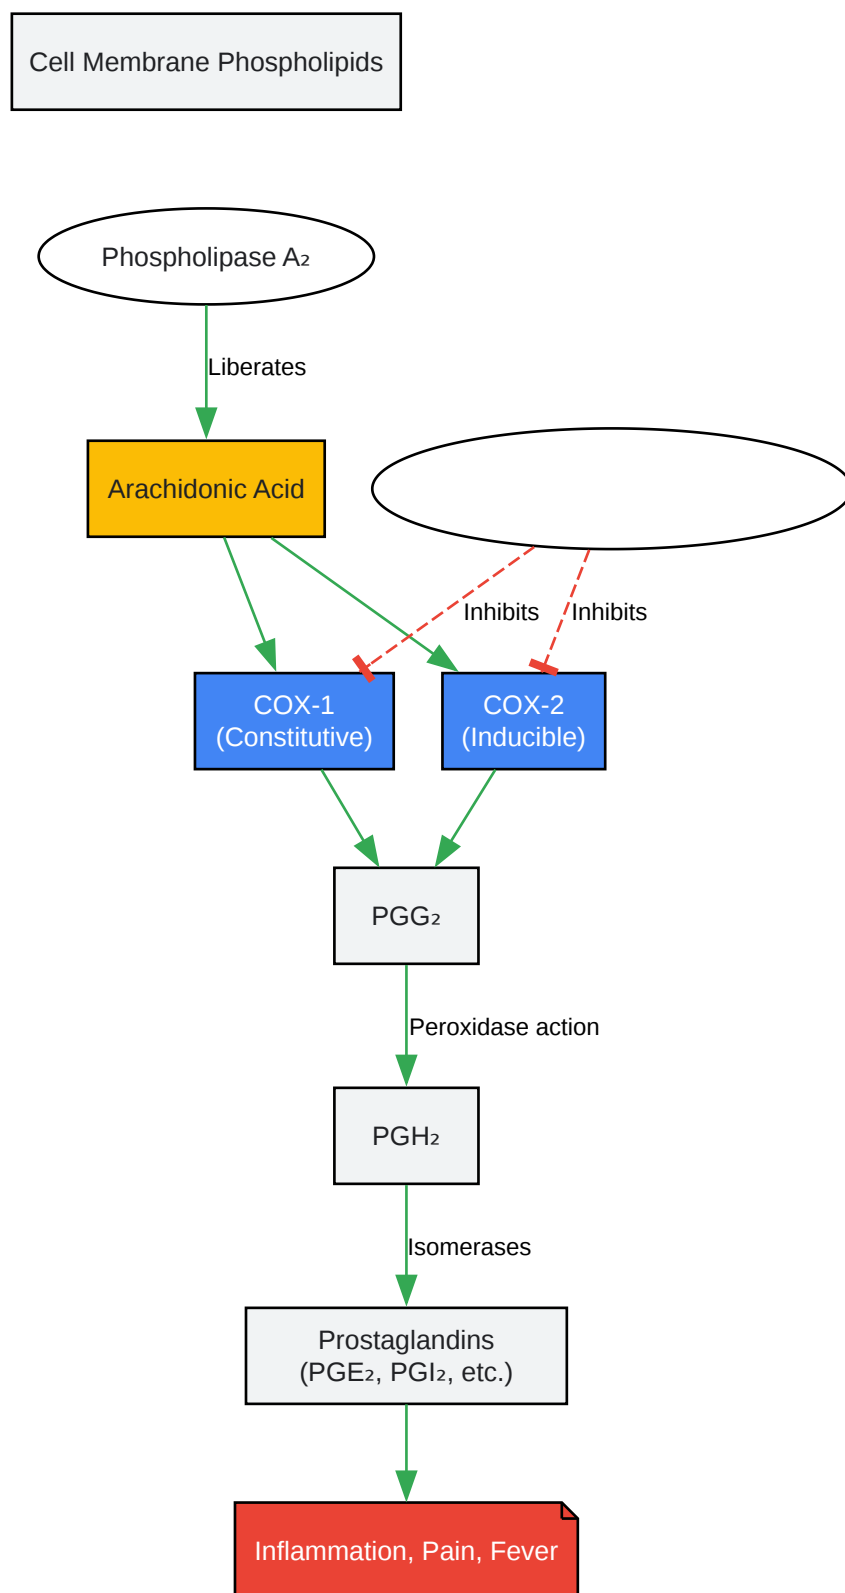 Cell Membrane Phospholipids
Phospholipase A₂
Liberates
Arachidonic Acid
Inhibits
Inhibits
COX-1
(Constitutive)
COX-2
(Inducible)
PGG₂
Peroxidase action
PGH₂
Isomerases
Prostaglandins
(PGE₂, PGI₂, etc.)
Inflammation, Pain, Fever